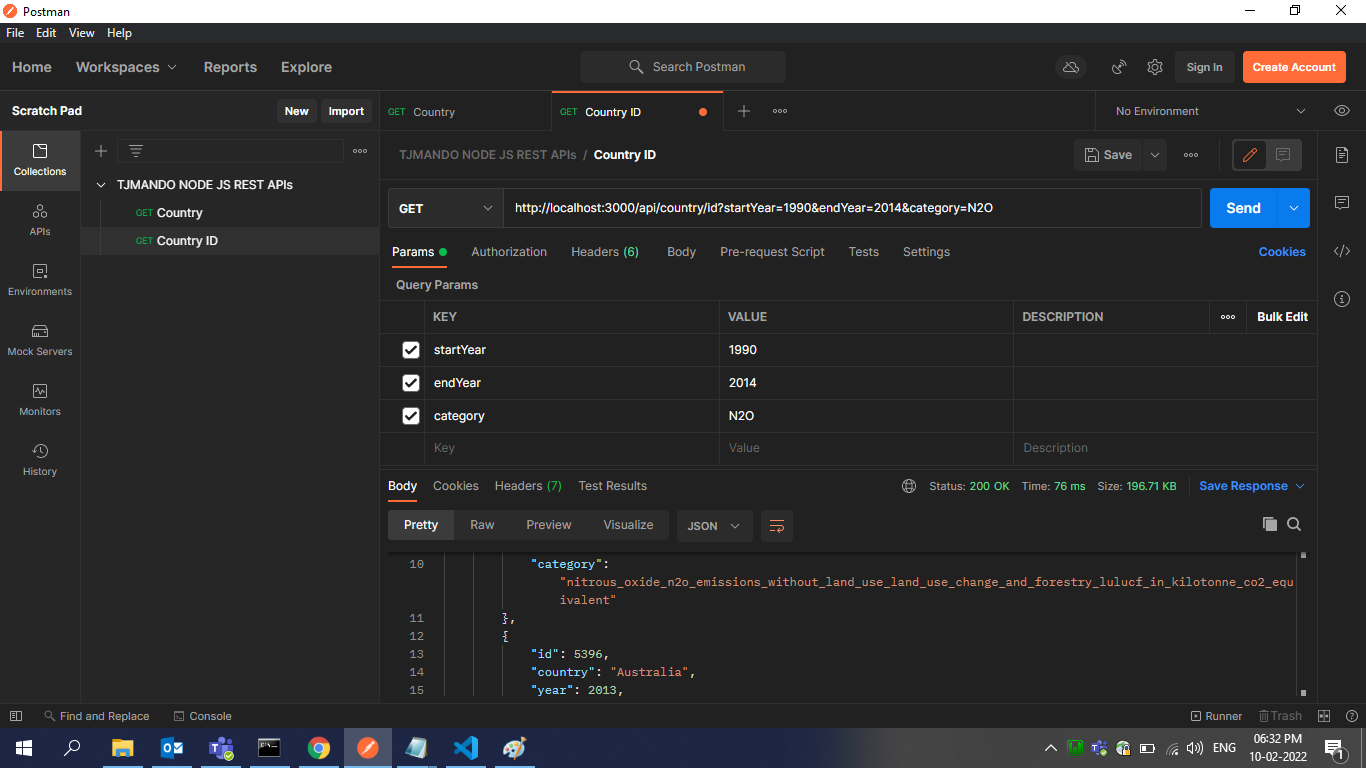 Postman
File Edit View Help
Home Workspaces Reports Explore Search Postman Sign In Create Account
Scratch Pad New Import GET Country GET Country ID No Environment
TJMANDO NODE JS REST APIs / Country ID Save
Collections
TJMANDO NODE JS REST APIs
GET Country
GET Country ID
APIs
Environments
Mock Servers
Monitors
History
GET http://localhost:3000/api/country/id?startYear=1990&endYear=2014&category=N2O Send
Params Authorization Headers (6) Body Pre-request Script Tests Settings Cookies
Query Params
KEY VALUE DESCRIPTION Bulk Edit
startYear 1990
endYear 2014
category N2O
Key Value Description
Body Cookies Headers (7) Test Results Status: 200 OK Time: 76 ms Size: 196.71 KB Save Response
Pretty Raw Preview Visualize JSON
10 "category":
"nitrous_oxide_n2o_emissions_without_land_use_land_use_change_and_forestry_lulucf_in_kilotonne_co2_equ
ivalent"
11 },
12 {
13 "id": 5396,
14 "country": "Australia",
15 "year": 2013,
Find and Replace Console Runner Trash
ENG 06:32 PM
10-02-2022
1